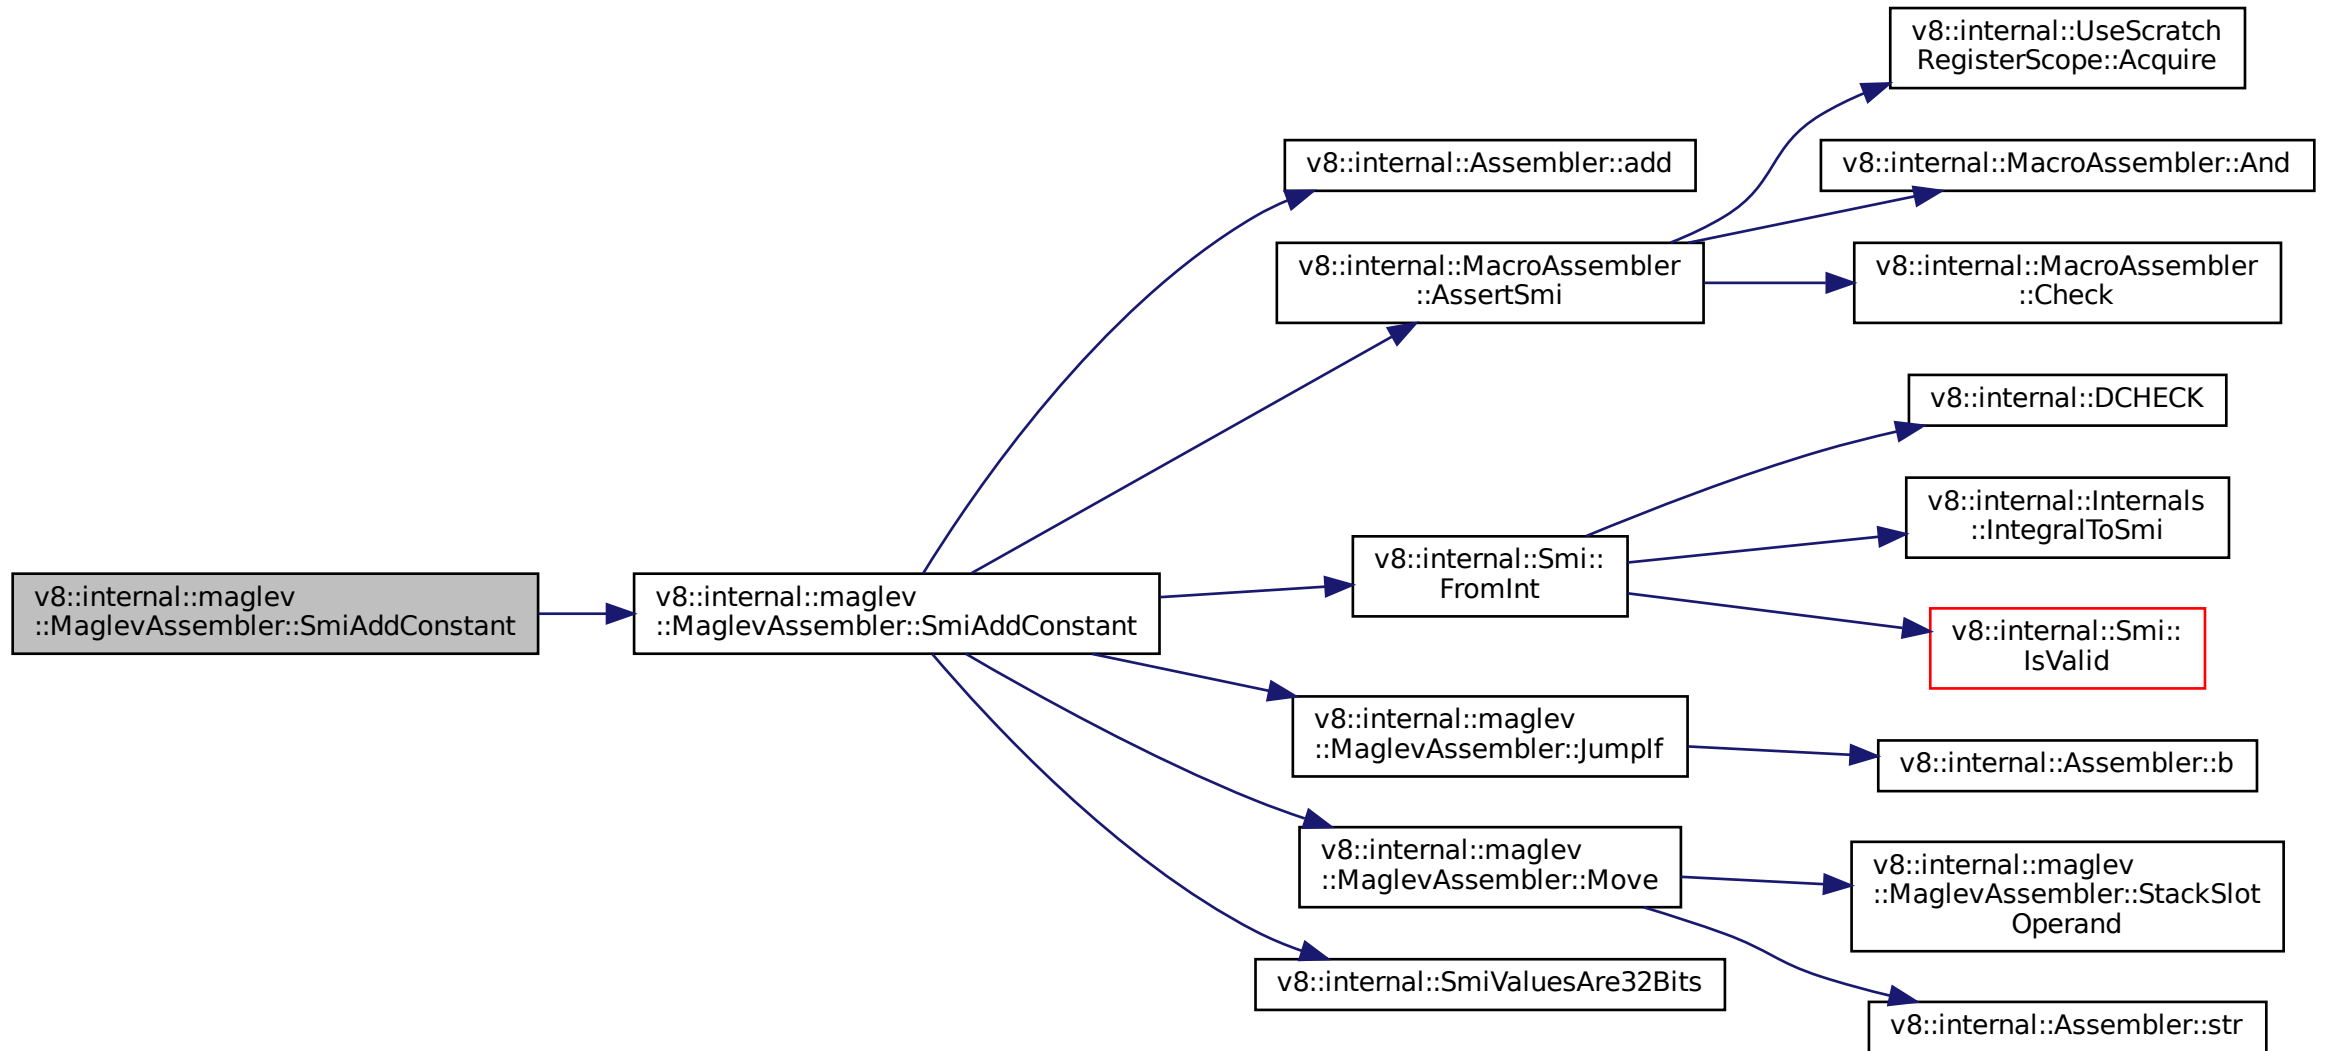 v8::internal::UseScratch
RegisterScope::Acquire
v8::internal::Assembler::add
v8::internal::MacroAssembler::And
v8::internal::MacroAssembler
::AssertSmi
v8::internal::MacroAssembler
::Check
v8::internal::DCHECK
v8::internal::Internals
::IntegralToSmi
v8::internal::Smi::
FromInt
v8::internal::maglev
::MaglevAssembler::SmiAddConstant
v8::internal::maglev
::MaglevAssembler::SmiAddConstant
v8::internal::Smi::
IsValid
v8::internal::maglev
::MaglevAssembler::JumpIf
v8::internal::Assembler::b
v8::internal::maglev
::MaglevAssembler::Move
v8::internal::maglev
::MaglevAssembler::StackSlot
Operand
v8::internal::SmiValuesAre32Bits
v8::internal::Assembler::str